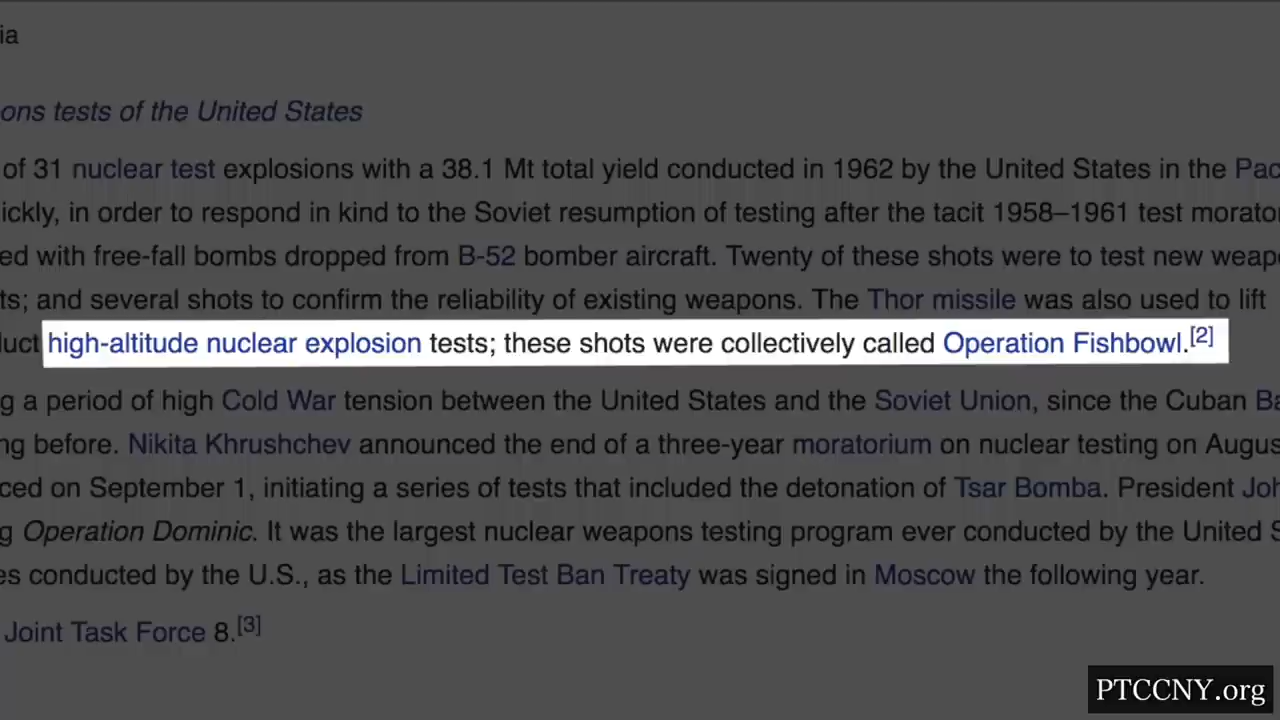 ia
ons tests of the United States
of 31 nuclear test explosions with a 38.1 Mt total yield conducted in 1962 by the United States in the Pac
ickly, in order to respond in kind to the Soviet resumption of testing after the tacit 1958–1961 test morator
ed with free-fall bombs dropped from B-52 bomber aircraft. Twenty of these shots were to test new weap
ts; and several shots to confirm the reliability of existing weapons. The Thor missile was also used to lift
luct high-altitude nuclear explosion tests; these shots were collectively called Operation Fishbowl.[2]
g a period of high Cold War tension between the United States and the Soviet Union, since the Cuban Ba
ng before. Nikita Khrushchev announced the end of a three-year moratorium on nuclear testing on Augus
ced on September 1, initiating a series of tests that included the detonation of Tsar Bomba. President Joh
g Operation Dominic. It was the largest nuclear weapons testing program ever conducted by the United S
es conducted by the U.S., as the Limited Test Ban Treaty was signed in Moscow the following year.
Joint Task Force 8.[3]
PTCCNY.org